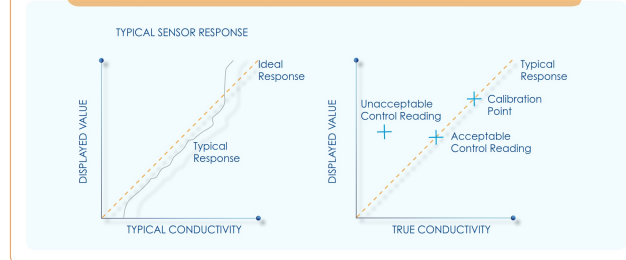 TYPICAL SENSOR RESPONSE
DISPLAYED VALUE
Ideal
Response
Typical
Response
TYPICAL CONDUCTIVITY
DISPLAYED VALUE
Typical
Response
Unacceptable
Control Reading
Calibration
Point
Acceptable
Control Reading
TRUE CONDUCTIVITY